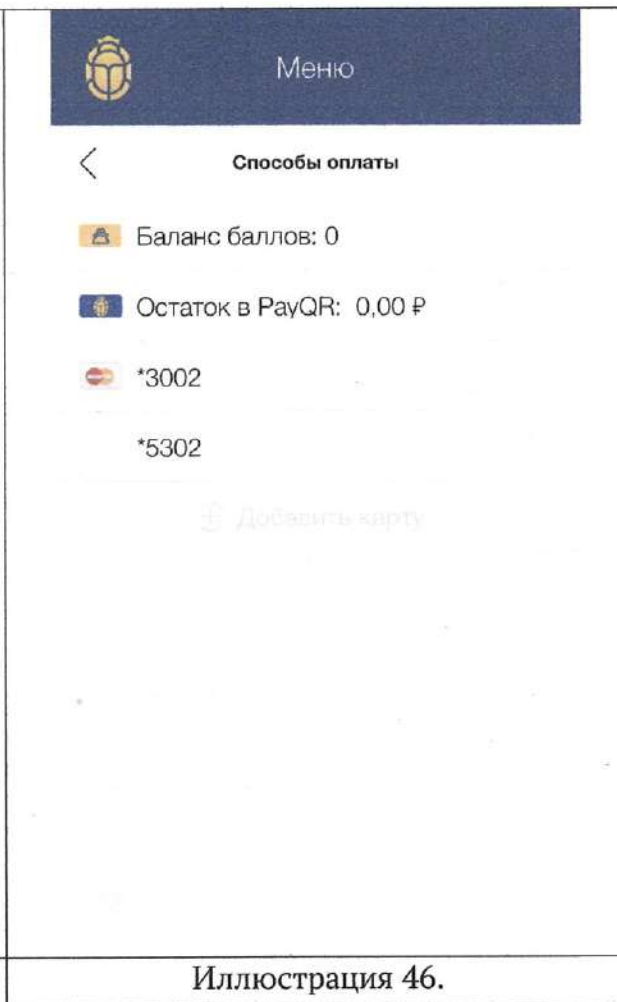 Меню
Способы оплаты
Баланс баллов: 0
Остаток в PayQR: 0,00 ₽
*3002
*5302
Добавить карту
Иллюстрация 46.